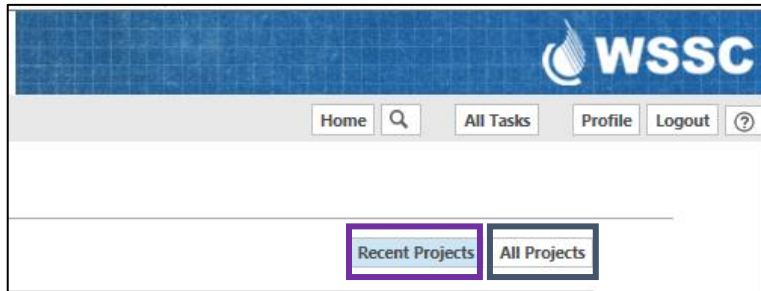 WSSC
Home All Tasks Profile Logout ?
Recent Projects All Projects